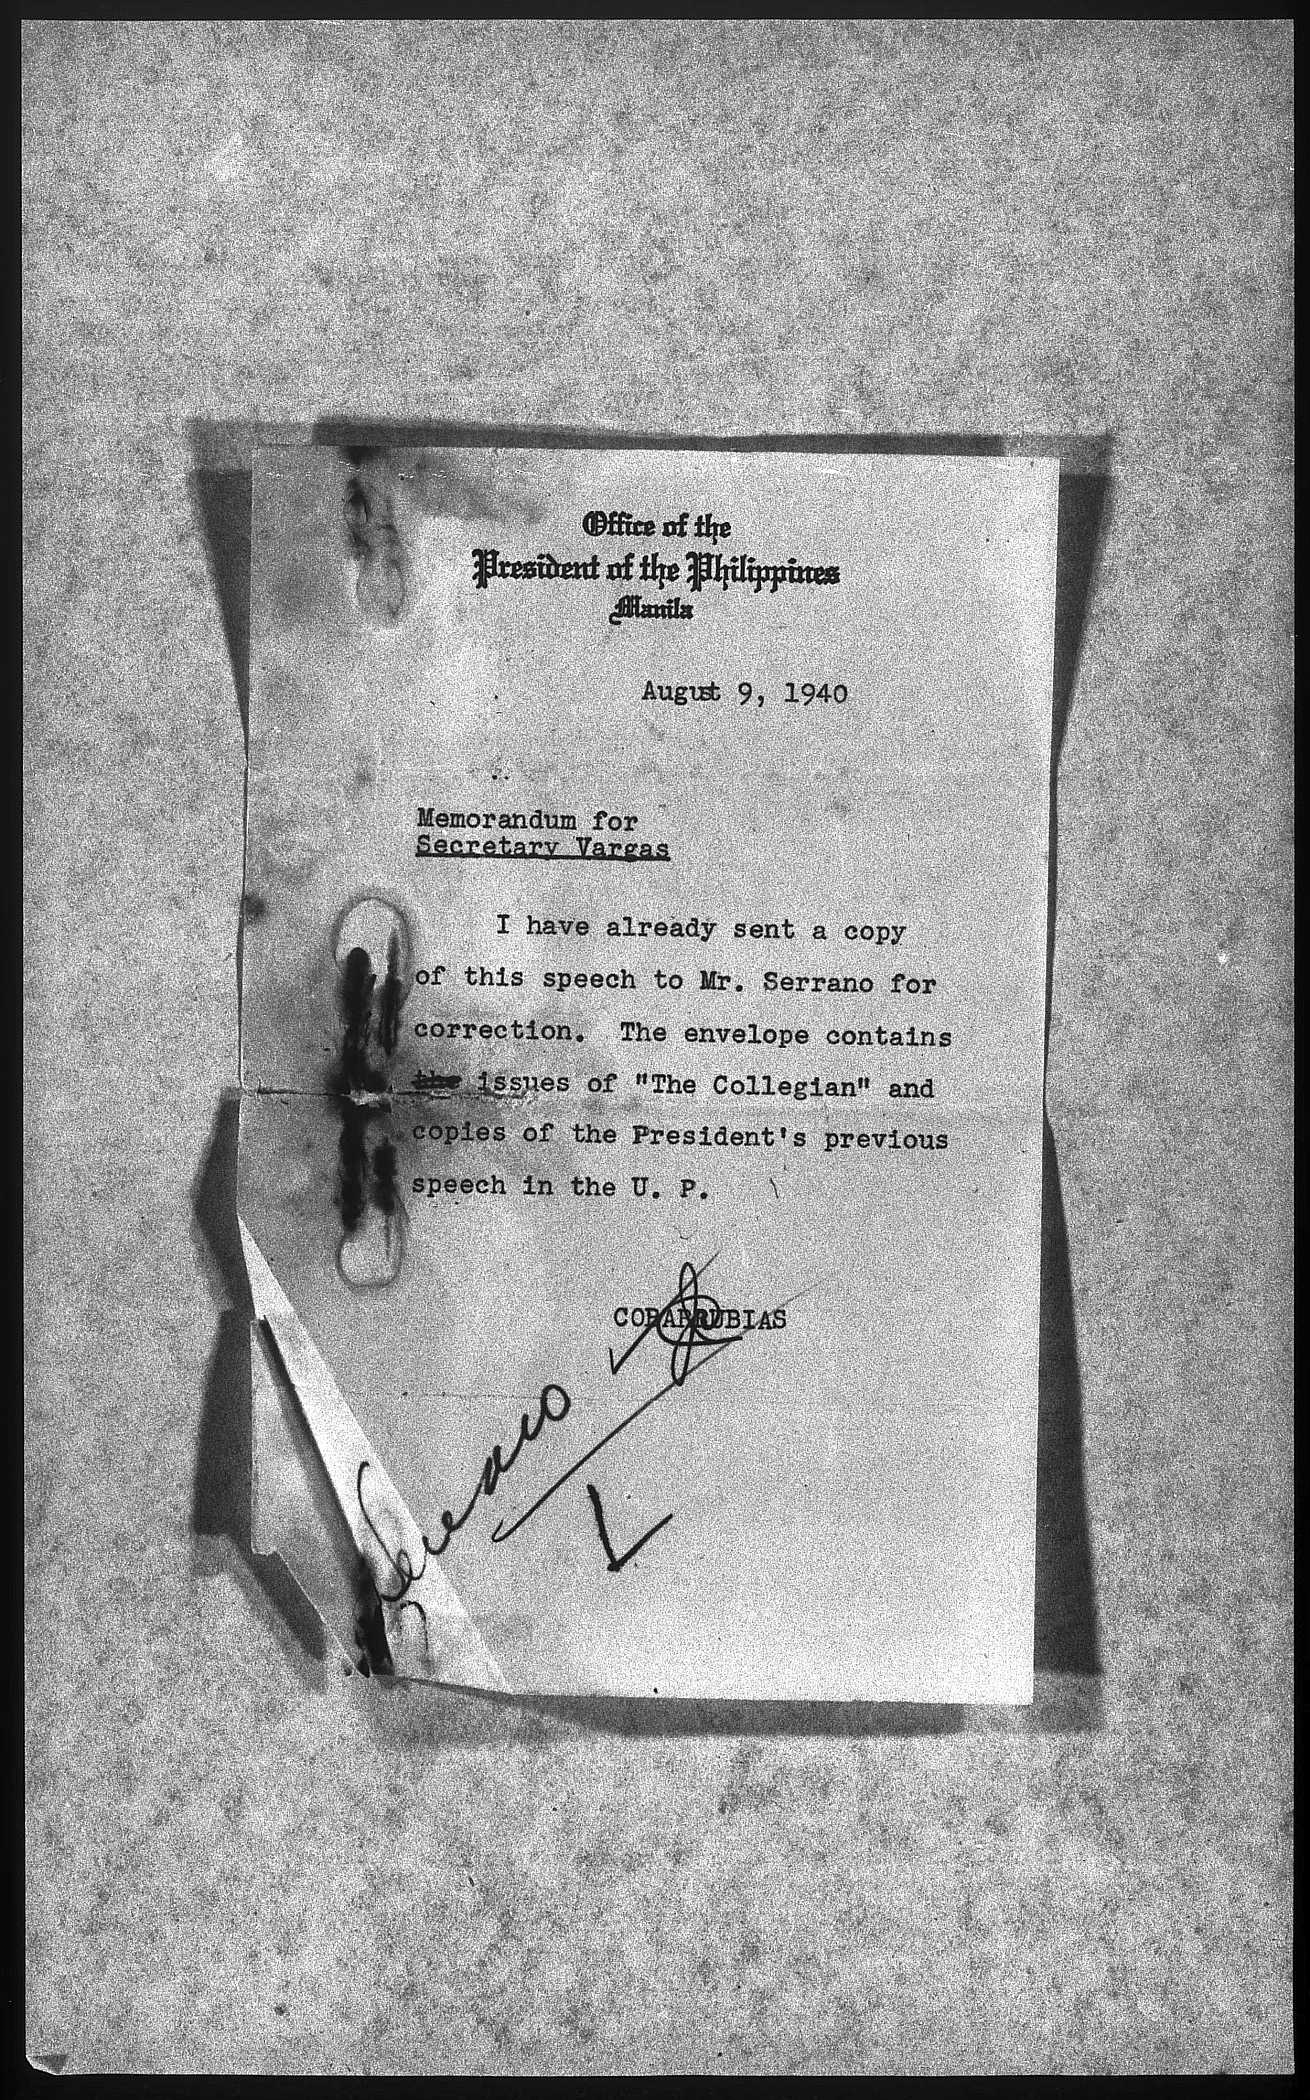 Office of the
President of the Philippines
Manila
August 9, 1940
Memorandum for
Secretary Vargas
I have already sent a copy
of this speech to Mr. Serrano for
correction. The envelope contains
the issues of "The Collegian" and
copies of the President's previous
speech in the U. P.
COBARRUBIAS
Serrano